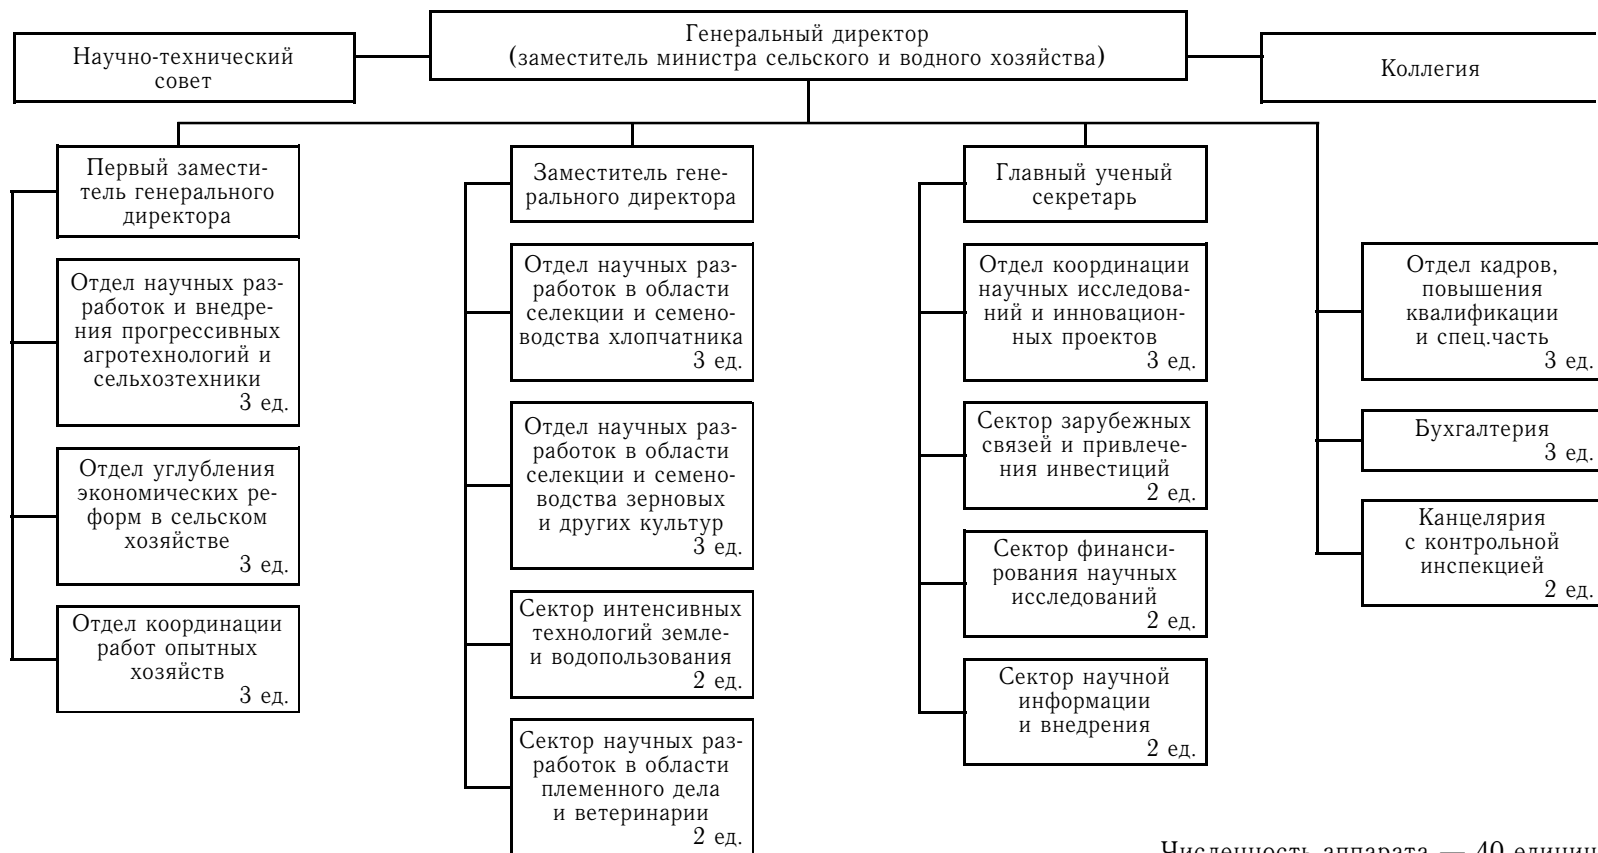 Генеральный директор
(заместитель министра сельского и водного хозяйства)
Научно-технический
совет
Коллегия
Первый замести-
тель генерального
директора
Отдел научных раз-
работок и внедре-
ния прогрессивных
агротехнологий и
сельхозтехники
3 ед.
Отдел углубления
экономических ре-
форм в сельском
хозяйстве
3 ед.
Отдел координации
работ опытных
хозяйств
3 ед.
Заместитель гене-
рального директора
Отдел научных раз-
работок в области
селекции и семено-
водства хлопчатника
3 ед.
Отдел научных раз-
работок в области
селекции и семено-
водства зерновых
и других культур
3 ед.
Сектор интенсивных
технологий земле-
и водопользования
2 ед.
Сектор научных раз-
работок в области
племенного дела
и ветеринарии
2 ед.
Главный ученый
секретарь
Отдел координации
научных исследова-
ний и инновацион-
ных проектов
3 ед.
Сектор зарубежных
связей и привлече-
ния инвестиций
2 ед.
Сектор финанси-
рования научных
исследований
2 ед.
Сектор научной
информации
и внедрения
2 ед.
Отдел кадров,
повышения
квалификации
и спец.часть
3 ед.
Бухгалтерия
3 ед.
Канцелярия
с контрольной
инспекцией
2 ед.
Численность аппарата — 40 единиц